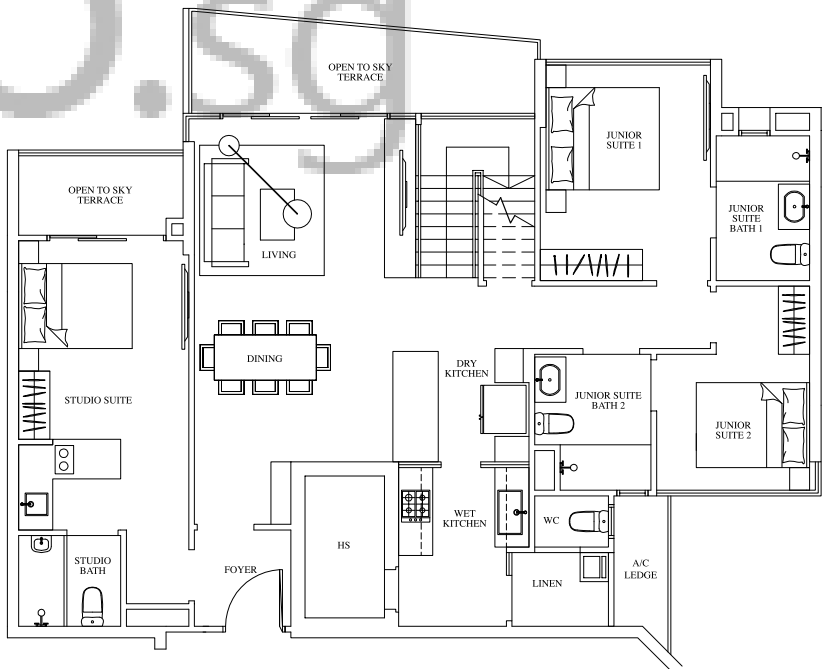 O.sg
OPEN TO SKY
TERRACE
JUNIOR
SUITE 1
OPEN TO SKY
TERRACE
JUNIOR
SUITE
BATH 1
LIVING
DINING
DRY
KITCHEN
STUDIO SUITE
JUNIOR SUITE
BATH 2
JUNIOR
SUITE 2
WET
KITCHEN
WC
HS
STUDIO
BATH
FOYER
LINEN
A/C
LEDGE